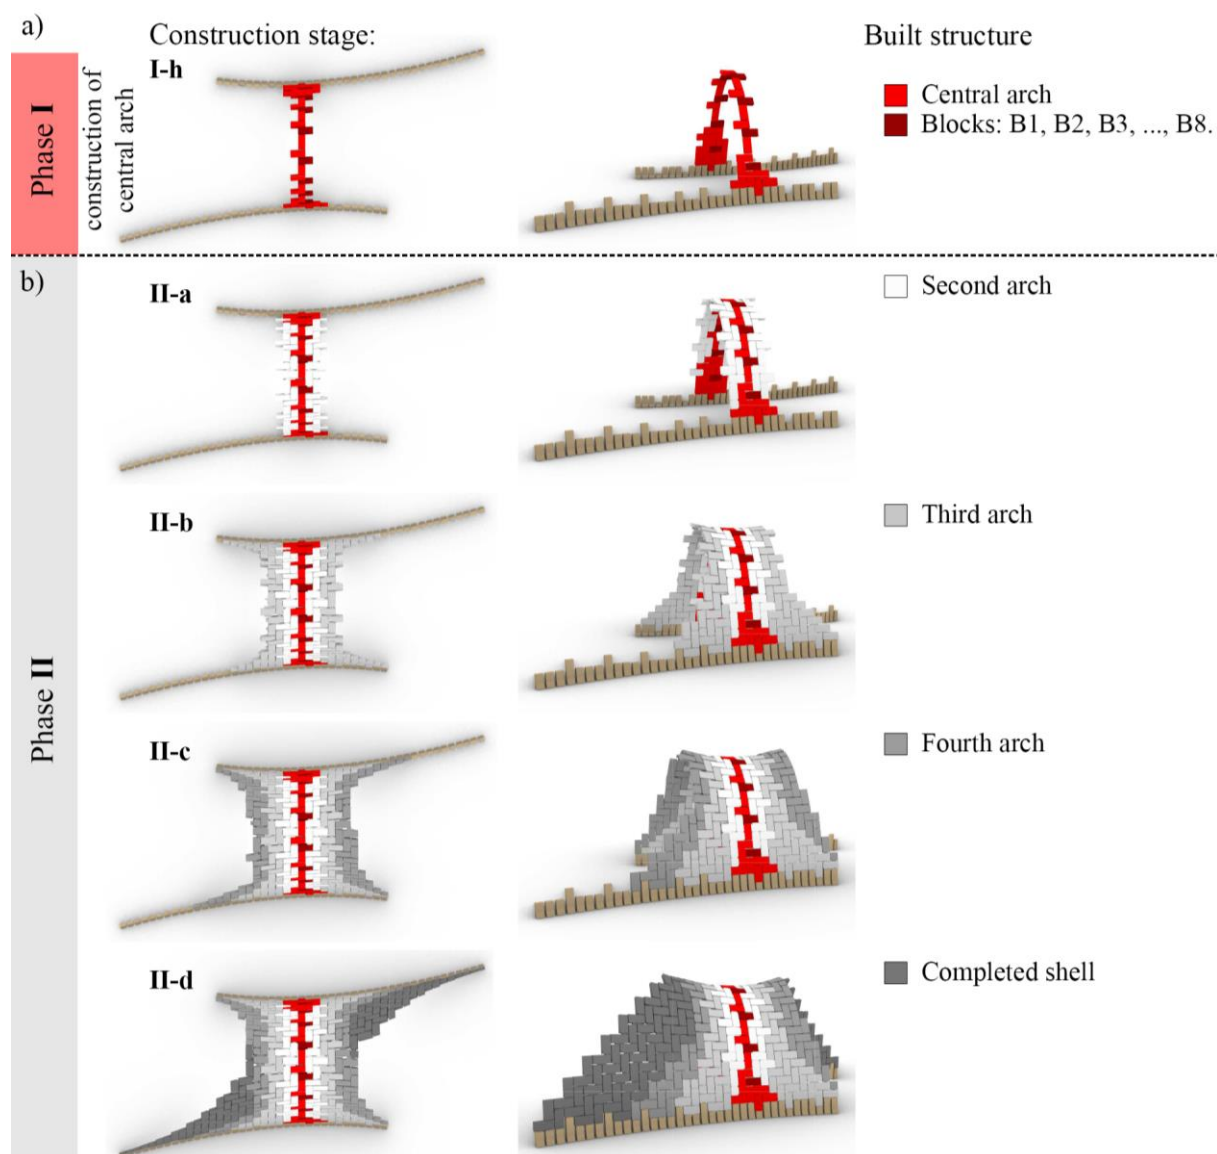 a)
Construction stage:
Built structure
I-h
Phase I
construction of
central arch
Central arch
Blocks: B1, B2, B3, ..., B8.
b)
II-a
Second arch
II-b
Third arch
Phase II
II-c
Fourth arch
II-d
Completed shell